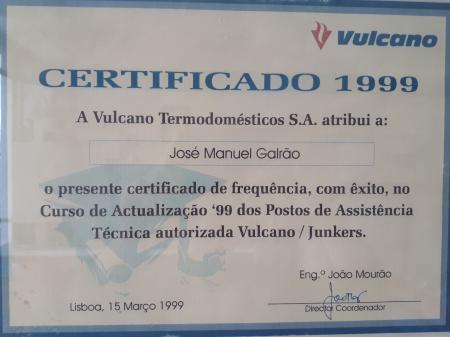 Vulcano
CERTIFICADO 1999
A Vulcano Termodomésticos S.A. atribui a:
José Manuel Galrão
o presente certificado de frequência, com êxito, no
Curso de Actualização ‘99 dos Postos de Assistência
Técnica autorizada Vulcano / Junkers.
Eng.º João Mourão
Lisboa, 15 Março 1999
Director Coordenador